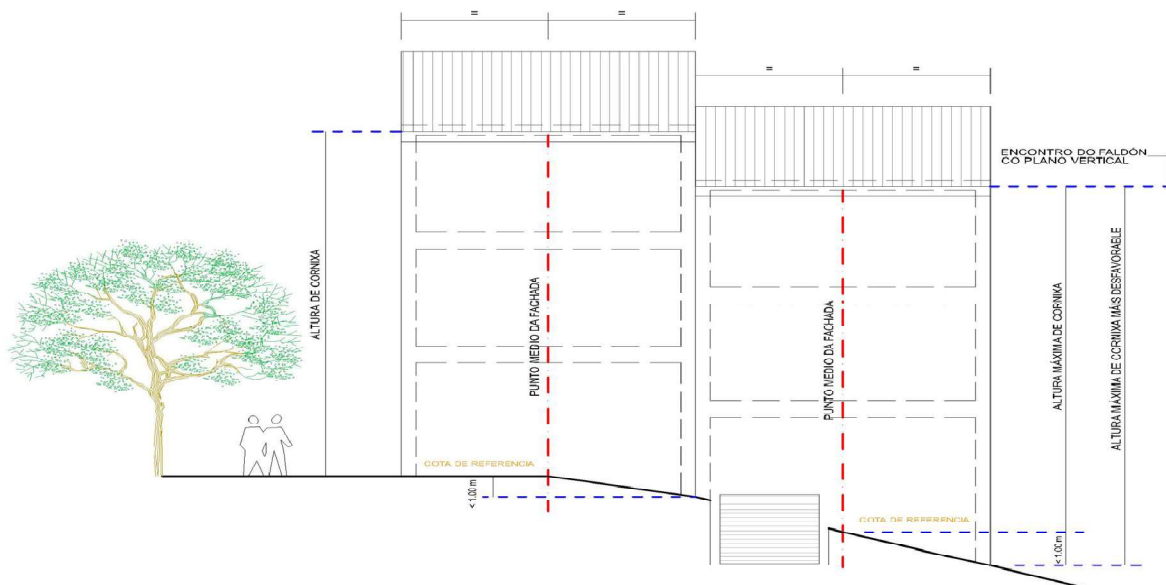 =
=
=
=
ENCONTRO DO FALDÓN
CO PLANO VERTICAL
ALTURA DE CORNIXA
PUNTO MEDIO DA FACHADA
PUNTO MEDIO DA FACHADA
ALTURA MÁXIMA DE CORNIXA
ALTURA MÁXIMA DE CORNIXA MÁS DESFAVORABLE
COTA DE REFERENCIA
< 1.00 m
COTA DE REFERENCIA
< 1.00 m